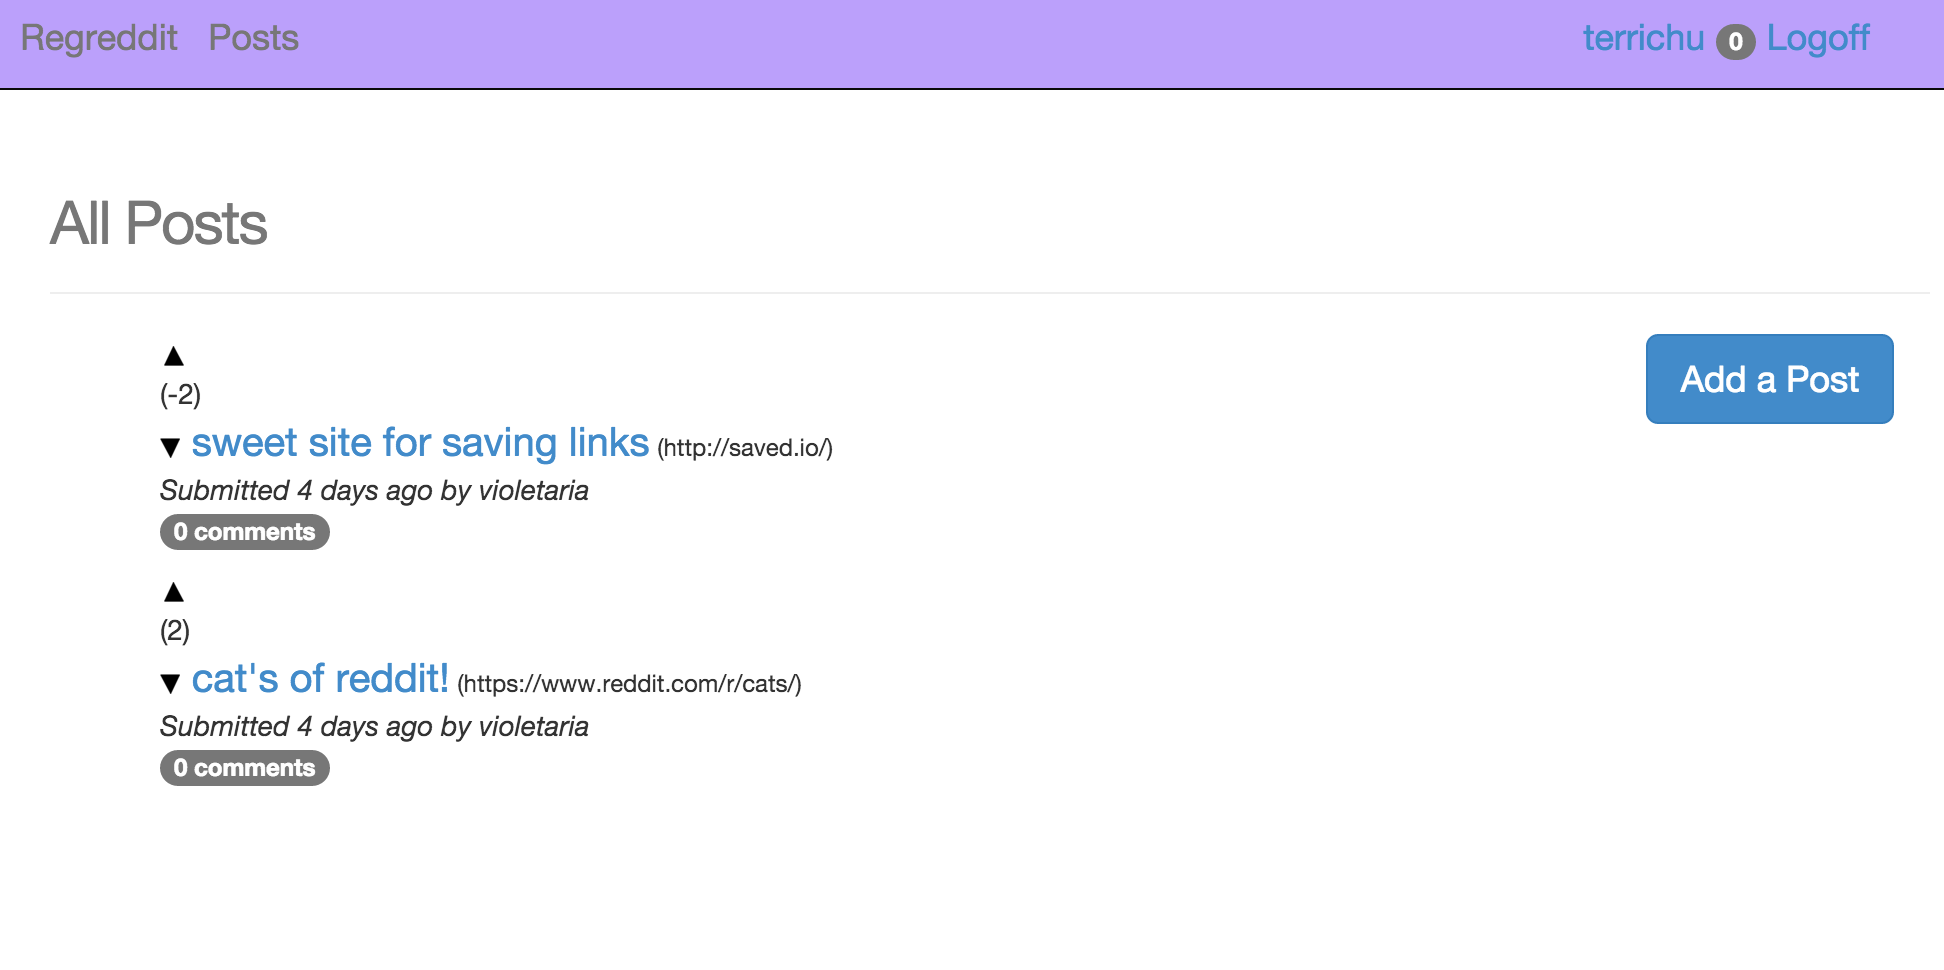 Regreddit Posts terrichu 0 Logoff
All Posts
▲
(-2)
Add a Post
▼ sweet site for saving links (http://saved.io/)
Submitted 4 days ago by violetaria
0 comments
▲
(2)
▼ cat's of reddit! (https://www.reddit.com/r/cats/)
Submitted 4 days ago by violetaria
0 comments